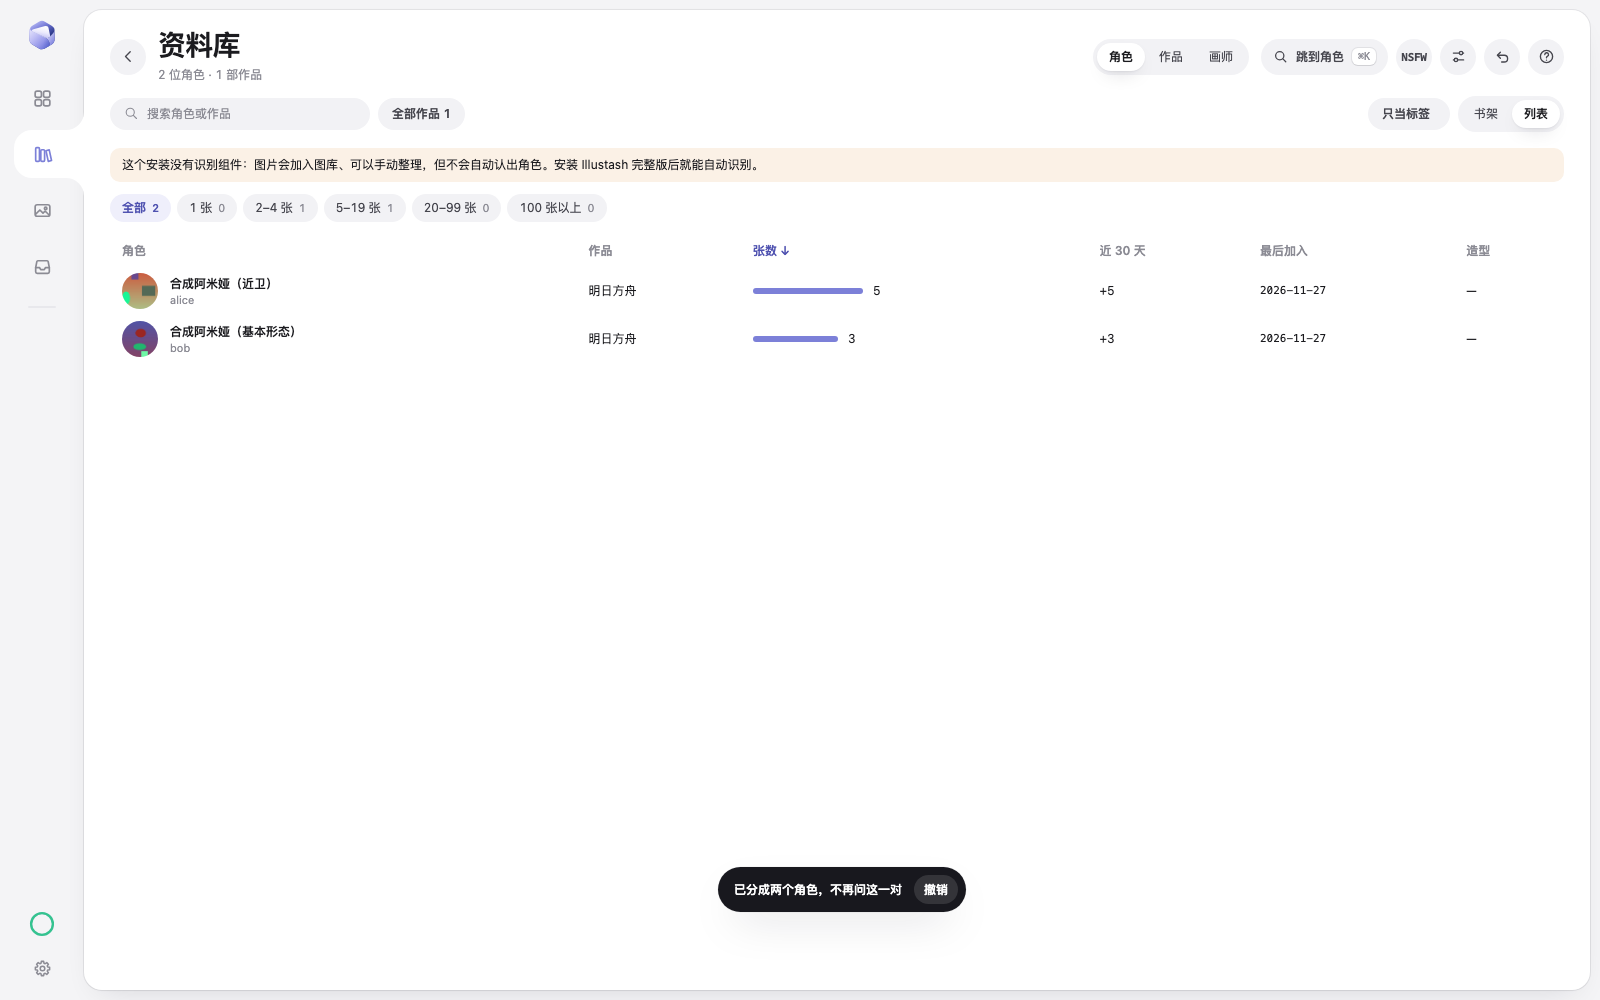 资料库
2 位角色 · 1 部作品
角色 作品 画师 跳到角色 ⌘K NSFW
搜索角色或作品 全部作品 1 只当标签 书架 列表
这个安装没有识别组件：图片会加入图库、可以手动整理，但不会自动认出角色。安装 Illustash 完整版后就能自动识别。
全部 2 1 张 0 2–4 张 1 5–19 张 1 20–99 张 0 100 张以上 0
角色 作品 张数 ↓ 近 30 天 最后加入 造型
合成阿米娅（近卫）
alice
明日方舟 5 +5 2026-11-27 —
合成阿米娅（基本形态）
bob
明日方舟 3 +3 2026-11-27 —
已分成两个角色，不再问这一对 撤销